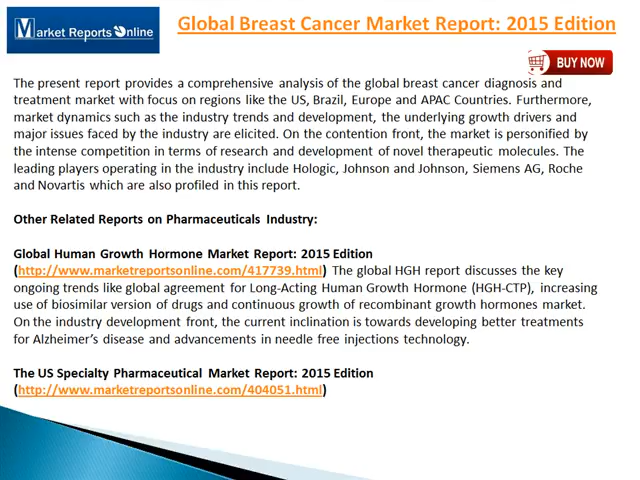 Market Reports Online
Global Breast Cancer Market Report: 2015 Edition
BUY NOW
The present report provides a comprehensive analysis of the global breast cancer diagnosis and
treatment market with focus on regions like the US, Brazil, Europe and APAC Countries. Furthermore,
market dynamics such as the industry trends and development, the underlying growth drivers and
major issues faced by the industry are elicited. On the contention front, the market is personified by
the intense competition in terms of research and development of novel therapeutic molecules. The
leading players operating in the industry include Hologic, Johnson and Johnson, Siemens AG, Roche
and Novartis which are also profiled in this report.
Other Related Reports on Pharmaceuticals Industry:
Global Human Growth Hormone Market Report: 2015 Edition
(http://www.marketreportsonline.com/417739.html) The global HGH report discusses the key
ongoing trends like global agreement for Long-Acting Human Growth Hormone (HGH-CTP), increasing
use of biosimilar version of drugs and continuous growth of recombinant growth hormones market.
On the industry development front, the current inclination is towards developing better treatments
for Alzheimer’s disease and advancements in needle free injections technology.
The US Specialty Pharmaceutical Market Report: 2015 Edition
(http://www.marketreportsonline.com/404051.html)